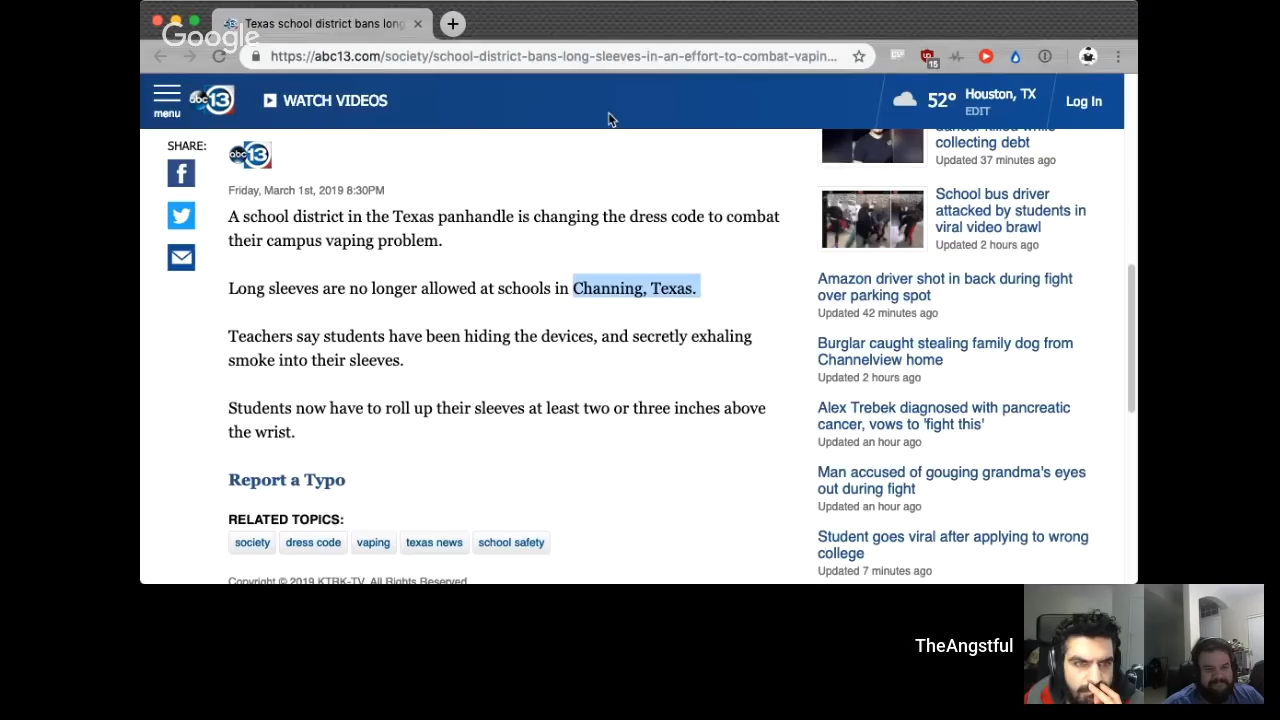 Texas school district bans long
Google
https://abc13.com/society/school-district-bans-long-sleeves-in-an-effort-to-combat-vapin...
15
menu
abc 13
WATCH VIDEOS
52°
Houston, TX
EDIT
Log In
SHARE:
abc 13
Friday, March 1st, 2019 8:30PM
A school district in the Texas panhandle is changing the dress code to combat
their campus vaping problem.
Long sleeves are no longer allowed at schools in Channing, Texas.
Teachers say students have been hiding the devices, and secretly exhaling
smoke into their sleeves.
Students now have to roll up their sleeves at least two or three inches above
the wrist.
Report a Typo
RELATED TOPICS:
society dress code vaping texas news school safety
Copyright © 2019 KTRK-TV. All Rights Reserved.
dancer killed while
collecting debt
Updated 37 minutes ago
School bus driver
attacked by students in
viral video brawl
Updated 2 hours ago
Amazon driver shot in back during fight
over parking spot
Updated 42 minutes ago
Burglar caught stealing family dog from
Channelview home
Updated 2 hours ago
Alex Trebek diagnosed with pancreatic
cancer, vows to 'fight this'
Updated an hour ago
Man accused of gouging grandma's eyes
out during fight
Updated an hour ago
Student goes viral after applying to wrong
college
Updated 7 minutes ago
TheAngstful